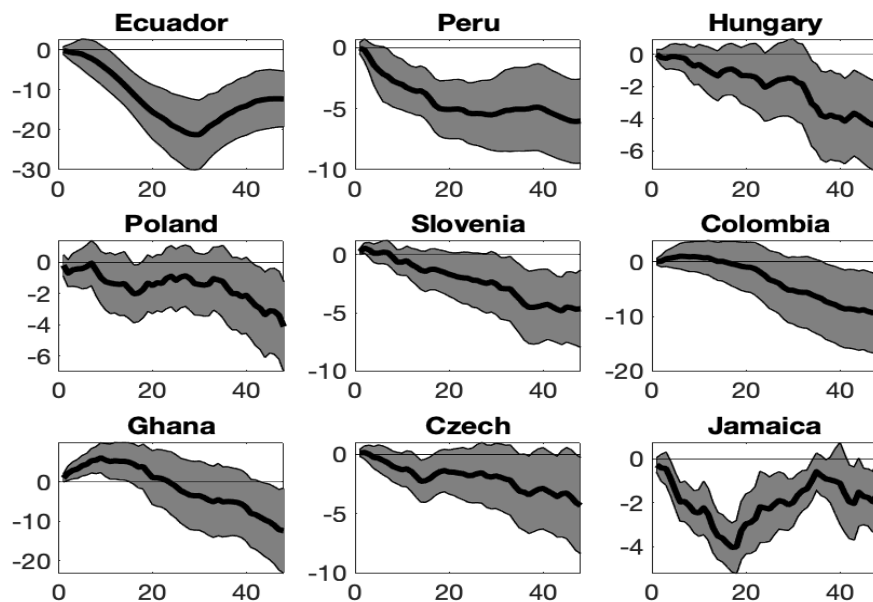 Ecuador Peru Hungary
0 0 0
-10 -5 -2
-20 -4
-30 -10 -6
0 20 40 0 20 40 0 20 40
Poland Slovenia Colombia
0 0 0
-2 -5 -10
-4
-6 -10 -20
0 20 40 0 20 40 0 20 40
Ghana Czech Jamaica
0 0 0
-10 -5 -2
-20 -10 -4
0 20 40 0 20 40 0 20 40